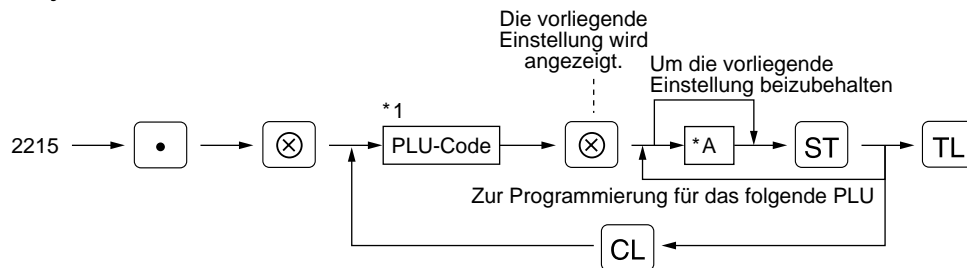 Die vorliegende
Einstellung wird
angezeigt.
Um die vorliegende
Einstellung beizubehalten
*1
2215
•
⊗
PLU-Code
⊗
*A
ST
TL
Zur Programmierung für das folgende PLU
CL